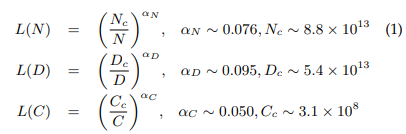 L(N) = (N_c/N)^{α_N}, α_N ∼ 0.076, N_c ∼ 8.8 × 10^{13} (1)
L(D) = (D_c/D)^{α_D}, α_D ∼ 0.095, D_c ∼ 5.4 × 10^{13}
L(C) = (C_c/C)^{α_C}, α_C ∼ 0.050, C_c ∼ 3.1 × 10^8